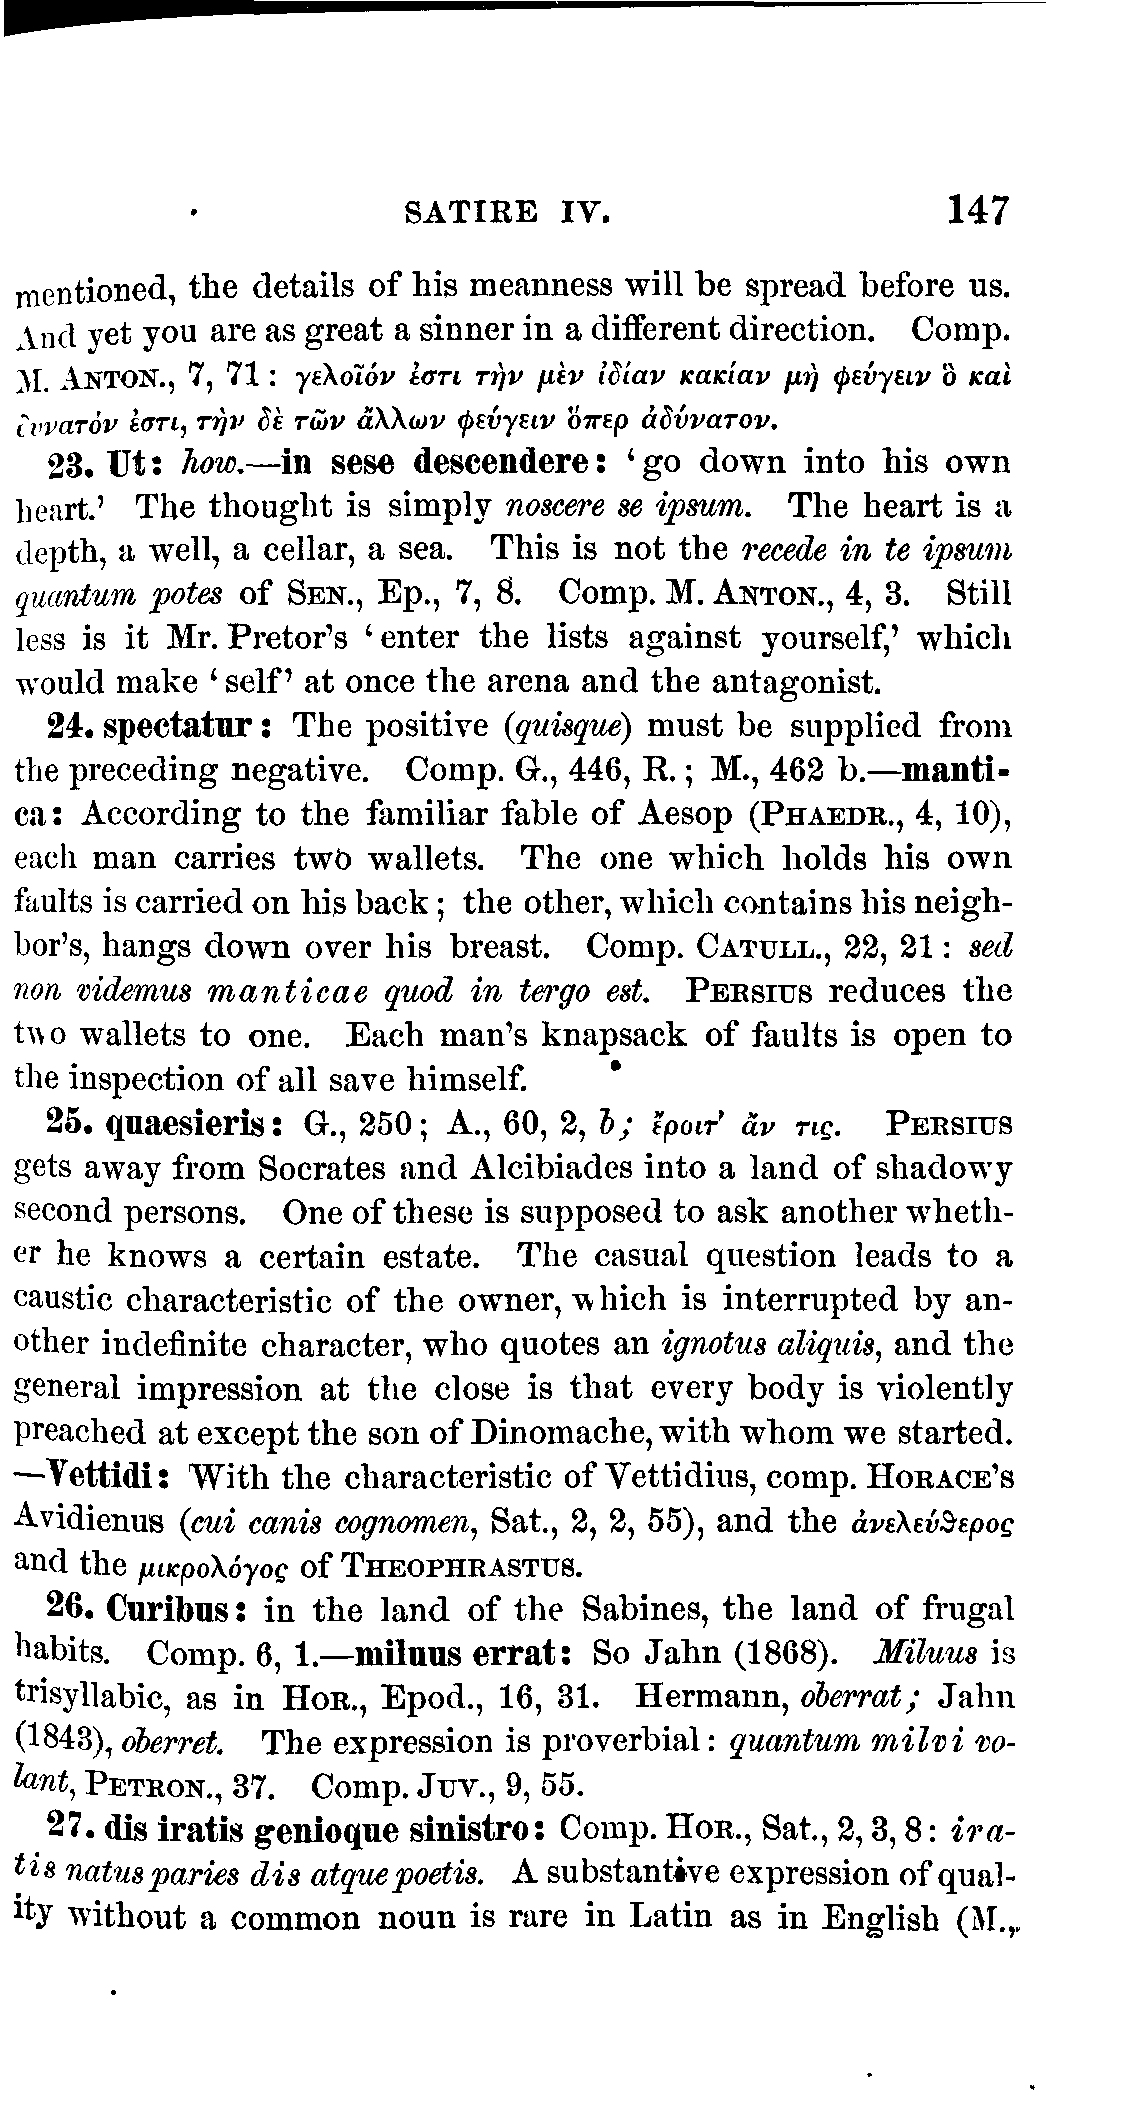 SATIRE IV. 147
mentioned, the details of his meanness will be spread before us.
And yet you are as great a sinner in a different direction. Comp.
M. ANTON., 7, 71 : γελοῖόν ἐστι τὴν μὲν ἰδίαν κακίαν μὴ φεύγειν ὃ καὶ
δυνατόν ἐστι, τὴν δὲ τῶν ἄλλων φεύγειν ὅπερ ἀδύνατον.
23. Ut: how.—in sese descendere: ‘go down into his own
heart.’ The thought is simply noscere se ipsum. The heart is a
depth, a well, a cellar, a sea. This is not the recede in te ipsum
quantum potes of SEN., Ep., 7, 8. Comp. M. ANTON., 4, 3. Still
less is it Mr. Pretor’s ‘enter the lists against yourself,’ which
would make ‘self’ at once the arena and the antagonist.
24. spectatur: The positive (quisque) must be supplied from
the preceding negative. Comp. G., 446, R. ; M., 462 b.—manti-
ca: According to the familiar fable of Aesop (PHAEDR., 4, 10),
each man carries two wallets. The one which holds his own
faults is carried on his back ; the other, which contains his neigh-
bor’s, hangs down over his breast. Comp. CATULL., 22, 21 : sed
non videmus manticae quod in tergo est. PERSIUS reduces the
two wallets to one. Each man’s knapsack of faults is open to
the inspection of all save himself.
25. quaesieris: G., 250 ; A., 60, 2, b ; ἔροιτ’ ἄν τις. PERSIUS
gets away from Socrates and Alcibiades into a land of shadowy
second persons. One of these is supposed to ask another wheth-
er he knows a certain estate. The casual question leads to a
caustic characteristic of the owner, which is interrupted by an-
other indefinite character, who quotes an ignotus aliquis, and the
general impression at the close is that every body is violently
preached at except the son of Dinomache, with whom we started.
—Vettidi: With the characteristic of Vettidius, comp. HORACE’S
Avidienus (cui canis cognomen, Sat., 2, 2, 55), and the ἀνελεύϑερος
and the μικρολόγος of THEOPHRASTUS.
26. Curibus: in the land of the Sabines, the land of frugal
habits. Comp. 6, 1.—miluus errat: So Jahn (1868). Miluus is
trisyllabic, as in HOR., Epod., 16, 31. Hermann, oberrat ; Jahn
(1843), oberret. The expression is proverbial : quantum milvi vo-
lant, PETRON., 37. Comp. JUV., 9, 55.
27. dis iratis genioque sinistro: Comp. HOR., Sat., 2, 3, 8 : ira-
tis natus paries dis atque poetis. A substantive expression of qual-
ity without a common noun is rare in Latin as in English (M.,